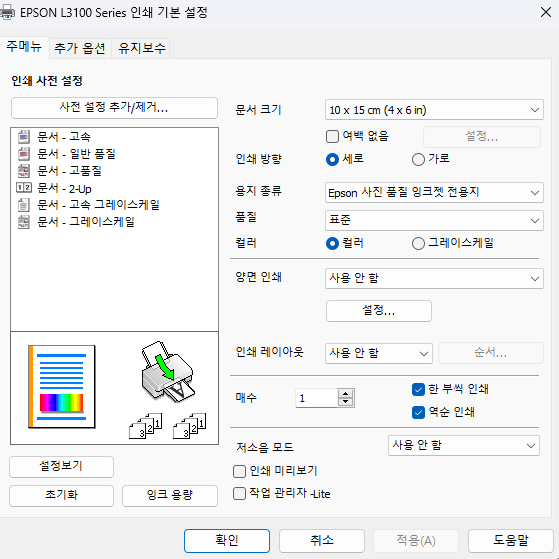 EPSON L3100 Series 인쇄 기본 설정
주메뉴 추가 옵션 유지보수
인쇄 사전 설정
사전 설정 추가/제거...
문서 - 고속
문서 - 일반 품질
문서 - 고품질
문서 - 2-Up
문서 - 고속 그레이스케일
문서 - 그레이스케일
설정보기
초기화 잉크 용량
문서 크기 10 x 15 cm (4 x 6 in)
여백 없음 설정...
인쇄 방향 세로 가로
용지 종류 Epson 사진 품질 잉크젯 전용지
품질 표준
컬러 컬러 그레이스케일
양면 인쇄 사용 안 함
설정...
인쇄 레이아웃 사용 안 함 순서...
매수 1 한 부씩 인쇄
역순 인쇄
저소음 모드 사용 안 함
인쇄 미리보기
작업 관리자 -Lite
확인 취소 적용(A) 도움말